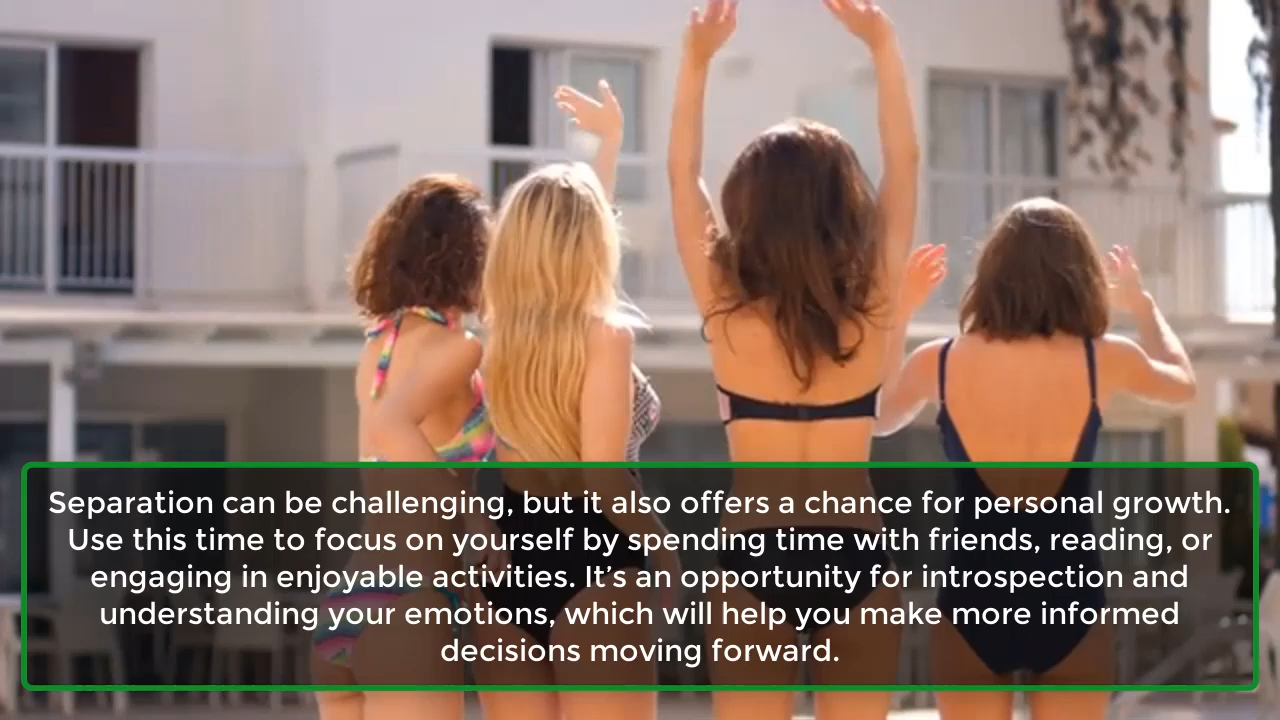 Separation can be challenging, but it also offers a chance for personal growth.
Use this time to focus on yourself by spending time with friends, reading, or
engaging in enjoyable activities. It’s an opportunity for introspection and
understanding your emotions, which will help you make more informed
decisions moving forward.